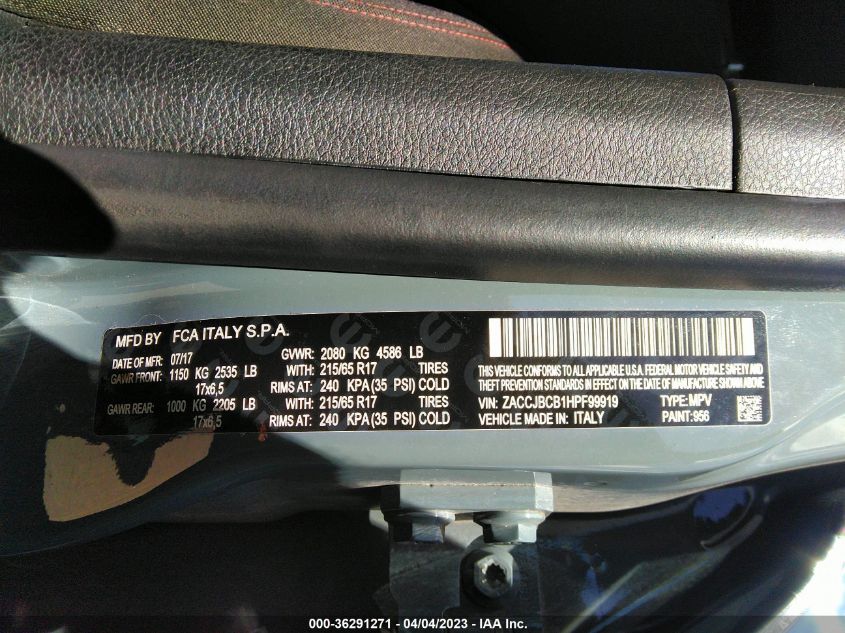 MFD BY FCA ITALY S.P.A.
DATE OF MFR: 07/17 GVWR: 2080 KG 4586 LB
GAWR FRONT: 1150 KG 2535 LB WITH: 215/65 R17 TIRES
17x6,5 RIMS AT: 240 KPA (35 PSI) COLD
GAWR REAR: 1000 KG 2205 LB WITH: 215/65 R17 TIRES
17x6,5 RIMS AT: 240 KPA (35 PSI) COLD
THIS VEHICLE CONFORMS TO ALL APPLICABLE U.S.A. FEDERAL MOTOR VEHICLE SAFETY AND
THEFT PREVENTION STANDARDS IN EFFECT ON THE DATE OF MANUFACTURE SHOWN ABOVE
VIN: ZACCJBCB1HPF99919 TYPE: MPV
VEHICLE MADE IN: ITALY PAINT: 956
000-36291271 - 04/04/2023 - IAA Inc.